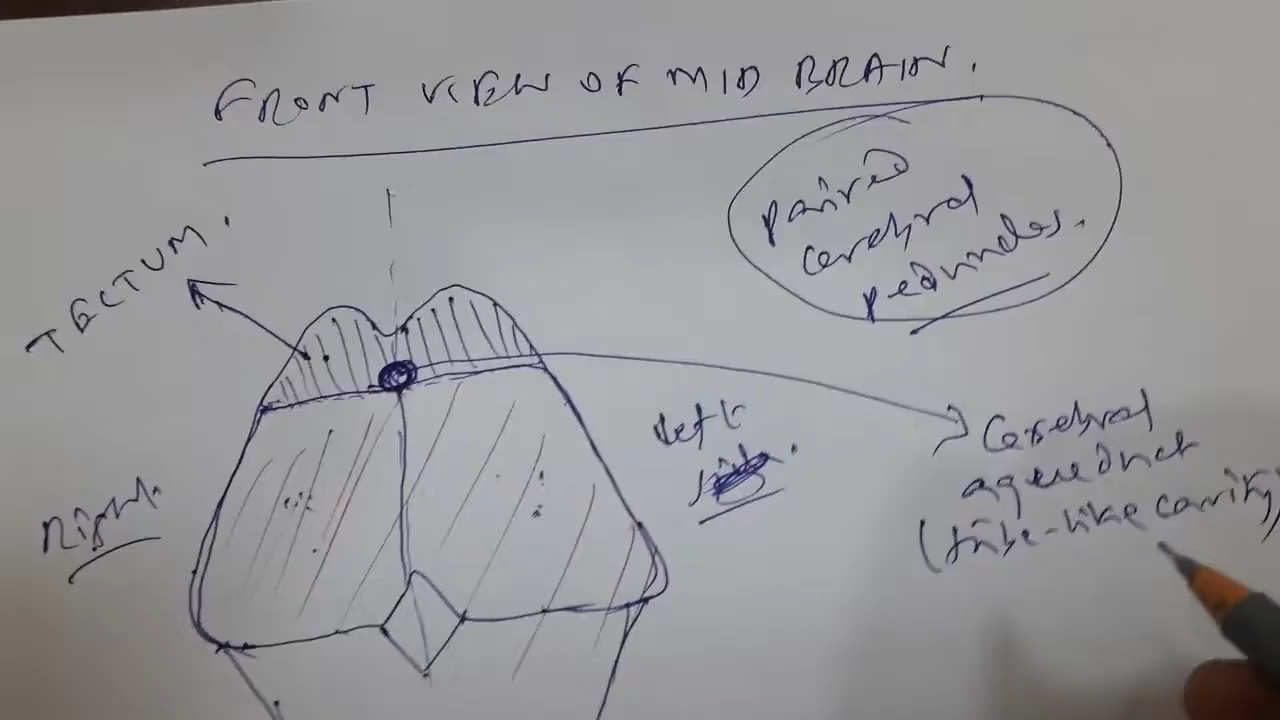 FRONT VIEW OF MID BRAIN.
paired
cerebral
peduncles.
TECTUM.
Left
Right.
Cerebral
aqueduct
(tube-like cavity)